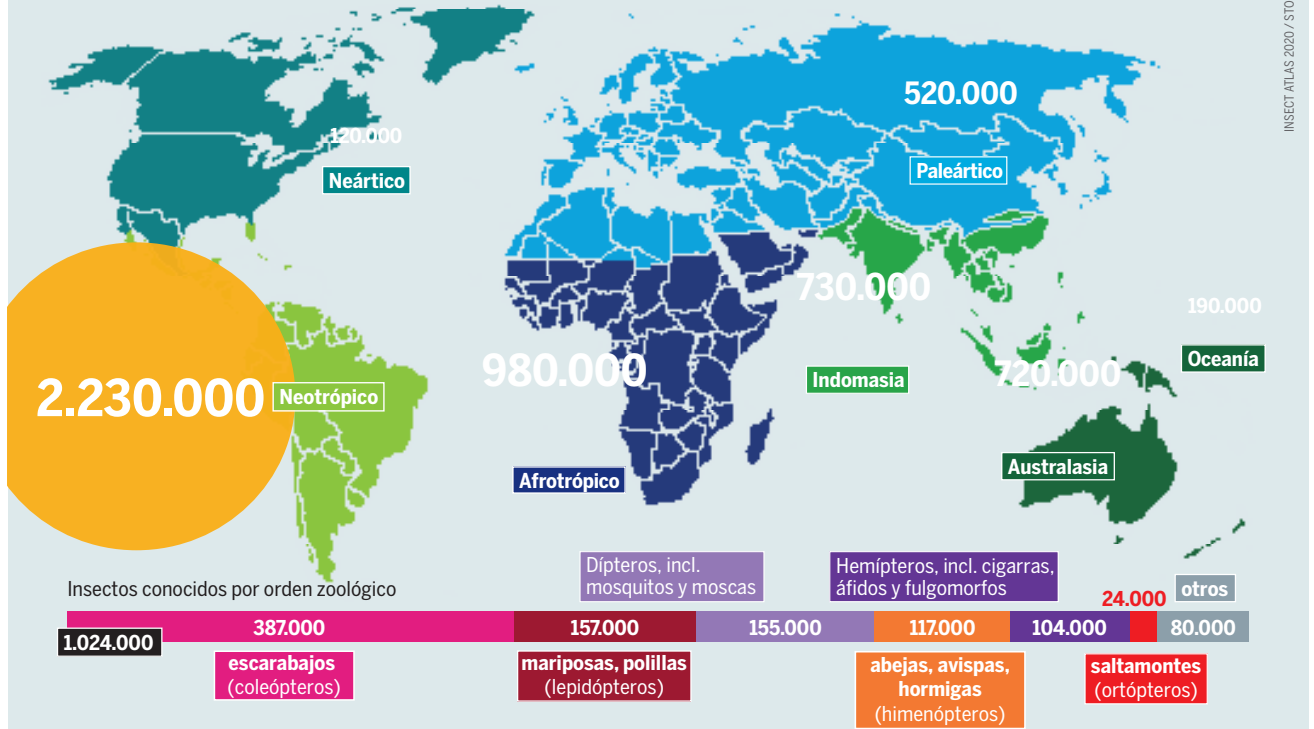 INSECT ATLAS 2020 / STO
520.000
120.000
Paleártico
Neártico
730.000
190.000
Oceanía
980.000
720.000
Indomasia
2.230.000
Neotrópico
Australasia
Afrotrópico
Insectos conocidos por orden zoológico
Dípteros, incl.
mosquitos y moscas
Hemípteros, incl. cigarras,
áfidos y fulgomorfos
24.000
otros
1.024.000
387.000
157.000
155.000
117.000
104.000
80.000
escarabajos
(coleópteros)
mariposas, polillas
(lepidópteros)
abejas, avispas,
hormigas
(himenópteros)
saltamontes
(ortópteros)